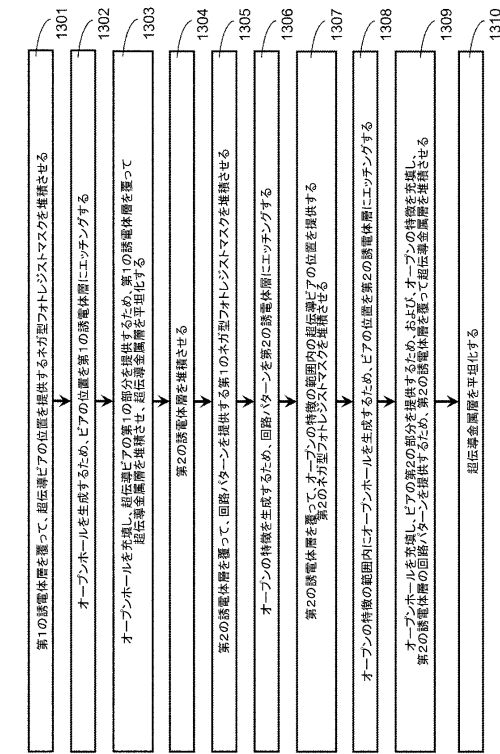 第1の誘電体層を覆って、超伝導ビアの位置を提供するネガ型フォトレジストマスクを堆積させる
1301
オープンホールを生成するため、ビアの位置を第1の誘電体層にエッチングする
1302
オープンホールを充填し、超伝導ビアの第1の部分を提供するため、第1の誘電体層を覆って
超伝導金属層を堆積させ、超伝導金属層を平坦化する
1303
第2の誘電体層を堆積させる
1304
第2の誘電体層を覆って、回路パターンを提供する第1のネガ型フォトレジストマスクを堆積させる
1305
オープンの特徴を生成するため、回路パターンを第2の誘電体層にエッチングする
1306
第2の誘電体層を覆って、オープンの特徴の範囲内の超伝導ビアの位置を提供する
第2のネガ型フォトレジストマスクを堆積させる
1307
オープンの特徴の範囲内にオープンホールを生成するため、ビアの位置を第2の誘電体層にエッチングする
1308
オープンホールを充填し、ビアの第2の部分を提供するため、および、オープンの特徴を充填し、
第2の誘電体層の回路パターンを提供するため、第2の誘電体層を覆って超伝導金属層を堆積させる
1309
超伝導金属層を平坦化する
1310